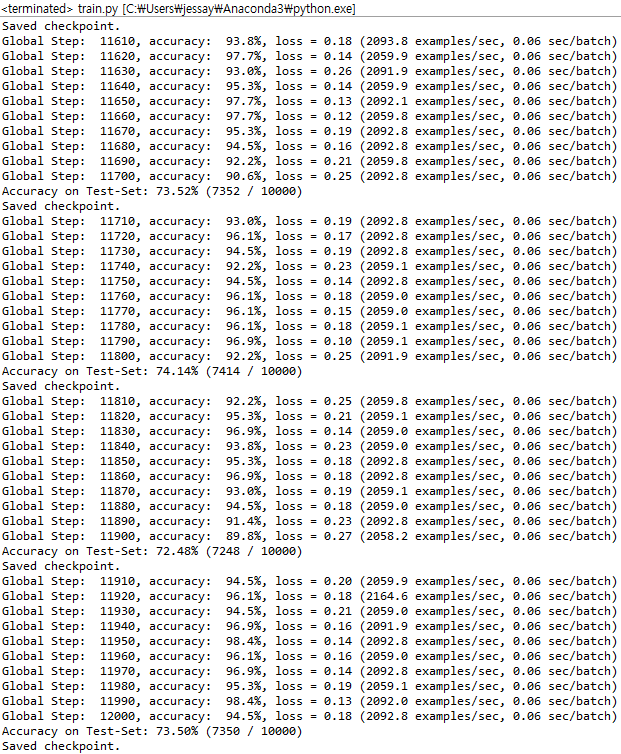 <terminated> train.py [C:₩Users₩jessay₩Anaconda3₩python.exe]
Saved checkpoint.
Global Step:  11610, accuracy:  93.8%, loss = 0.18 (2093.8 examples/sec, 0.06 sec/batch)
Global Step:  11620, accuracy:  97.7%, loss = 0.14 (2059.9 examples/sec, 0.06 sec/batch)
Global Step:  11630, accuracy:  93.0%, loss = 0.26 (2091.9 examples/sec, 0.06 sec/batch)
Global Step:  11640, accuracy:  95.3%, loss = 0.14 (2059.9 examples/sec, 0.06 sec/batch)
Global Step:  11650, accuracy:  97.7%, loss = 0.13 (2092.1 examples/sec, 0.06 sec/batch)
Global Step:  11660, accuracy:  97.7%, loss = 0.12 (2059.8 examples/sec, 0.06 sec/batch)
Global Step:  11670, accuracy:  95.3%, loss = 0.19 (2092.8 examples/sec, 0.06 sec/batch)
Global Step:  11680, accuracy:  94.5%, loss = 0.16 (2092.8 examples/sec, 0.06 sec/batch)
Global Step:  11690, accuracy:  92.2%, loss = 0.21 (2059.8 examples/sec, 0.06 sec/batch)
Global Step:  11700, accuracy:  90.6%, loss = 0.25 (2092.8 examples/sec, 0.06 sec/batch)
Accuracy on Test-Set: 73.52% (7352 / 10000)
Saved checkpoint.
Global Step:  11710, accuracy:  93.0%, loss = 0.19 (2092.8 examples/sec, 0.06 sec/batch)
Global Step:  11720, accuracy:  96.1%, loss = 0.17 (2092.8 examples/sec, 0.06 sec/batch)
Global Step:  11730, accuracy:  94.5%, loss = 0.19 (2092.8 examples/sec, 0.06 sec/batch)
Global Step:  11740, accuracy:  92.2%, loss = 0.23 (2059.1 examples/sec, 0.06 sec/batch)
Global Step:  11750, accuracy:  94.5%, loss = 0.14 (2092.8 examples/sec, 0.06 sec/batch)
Global Step:  11760, accuracy:  96.1%, loss = 0.18 (2059.0 examples/sec, 0.06 sec/batch)
Global Step:  11770, accuracy:  96.1%, loss = 0.15 (2059.0 examples/sec, 0.06 sec/batch)
Global Step:  11780, accuracy:  96.1%, loss = 0.18 (2059.1 examples/sec, 0.06 sec/batch)
Global Step:  11790, accuracy:  96.9%, loss = 0.10 (2059.1 examples/sec, 0.06 sec/batch)
Global Step:  11800, accuracy:  92.2%, loss = 0.25 (2091.9 examples/sec, 0.06 sec/batch)
Accuracy on Test-Set: 74.14% (7414 / 10000)
Saved checkpoint.
Global Step:  11810, accuracy:  92.2%, loss = 0.25 (2059.8 examples/sec, 0.06 sec/batch)
Global Step:  11820, accuracy:  95.3%, loss = 0.21 (2059.1 examples/sec, 0.06 sec/batch)
Global Step:  11830, accuracy:  96.9%, loss = 0.14 (2059.0 examples/sec, 0.06 sec/batch)
Global Step:  11840, accuracy:  93.8%, loss = 0.23 (2059.0 examples/sec, 0.06 sec/batch)
Global Step:  11850, accuracy:  95.3%, loss = 0.18 (2092.8 examples/sec, 0.06 sec/batch)
Global Step:  11860, accuracy:  96.9%, loss = 0.18 (2092.8 examples/sec, 0.06 sec/batch)
Global Step:  11870, accuracy:  93.0%, loss = 0.19 (2059.1 examples/sec, 0.06 sec/batch)
Global Step:  11880, accuracy:  94.5%, loss = 0.18 (2059.0 examples/sec, 0.06 sec/batch)
Global Step:  11890, accuracy:  91.4%, loss = 0.23 (2092.8 examples/sec, 0.06 sec/batch)
Global Step:  11900, accuracy:  89.8%, loss = 0.27 (2058.2 examples/sec, 0.06 sec/batch)
Accuracy on Test-Set: 72.48% (7248 / 10000)
Saved checkpoint.
Global Step:  11910, accuracy:  94.5%, loss = 0.20 (2059.9 examples/sec, 0.06 sec/batch)
Global Step:  11920, accuracy:  96.1%, loss = 0.18 (2164.6 examples/sec, 0.06 sec/batch)
Global Step:  11930, accuracy:  94.5%, loss = 0.21 (2059.0 examples/sec, 0.06 sec/batch)
Global Step:  11940, accuracy:  96.9%, loss = 0.16 (2091.9 examples/sec, 0.06 sec/batch)
Global Step:  11950, accuracy:  98.4%, loss = 0.14 (2092.8 examples/sec, 0.06 sec/batch)
Global Step:  11960, accuracy:  96.1%, loss = 0.16 (2059.0 examples/sec, 0.06 sec/batch)
Global Step:  11970, accuracy:  96.9%, loss = 0.14 (2092.8 examples/sec, 0.06 sec/batch)
Global Step:  11980, accuracy:  95.3%, loss = 0.19 (2059.1 examples/sec, 0.06 sec/batch)
Global Step:  11990, accuracy:  98.4%, loss = 0.13 (2092.0 examples/sec, 0.06 sec/batch)
Global Step:  12000, accuracy:  94.5%, loss = 0.18 (2092.8 examples/sec, 0.06 sec/batch)
Accuracy on Test-Set: 73.50% (7350 / 10000)
Saved checkpoint.